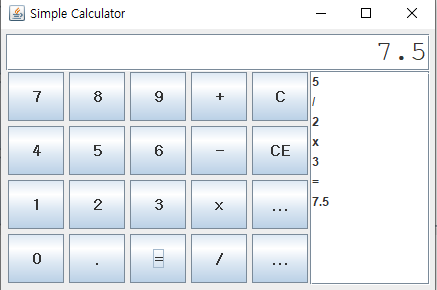 Simple Calculator
7.5
7 8 9 + C
4 5 6 - CE
1 2 3 x ...
0 . = / ...
5
/
2
x
3
=
7.5